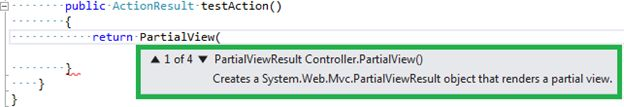 public ActionResult testAction()
{
return PartialView(
▲ 1 of 4 ▼ PartialViewResult Controller.PartialView()
Creates a System.Web.Mvc.PartialViewResult object that renders a partial view.
}
}
}